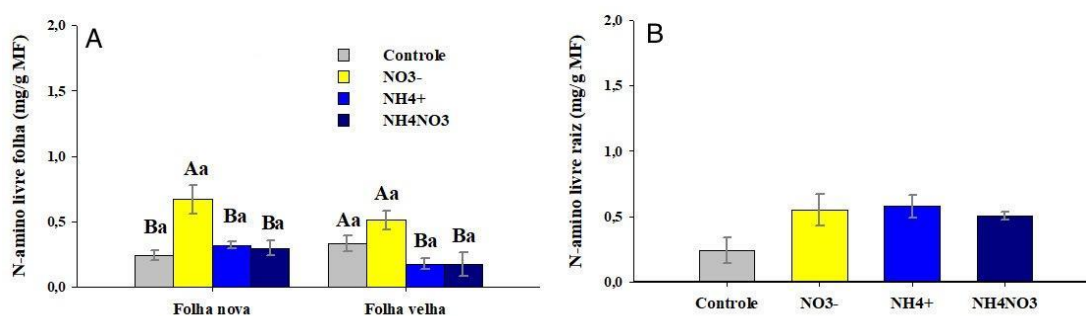 A
N-amino livre folha (mg/g MF)
2,0
1,5
1,0
0,5
0,0
Controle
NO3-
NH4+
NH4NO3
Ba
Aa
Ba
Ba
Aa
Aa
Ba
Ba
Folha nova
Folha velha
B
N-amino livre raiz (mg/g MF)
2,0
1,5
1,0
0,5
0,0
Controle
NO3-
NH4+
NH4NO3